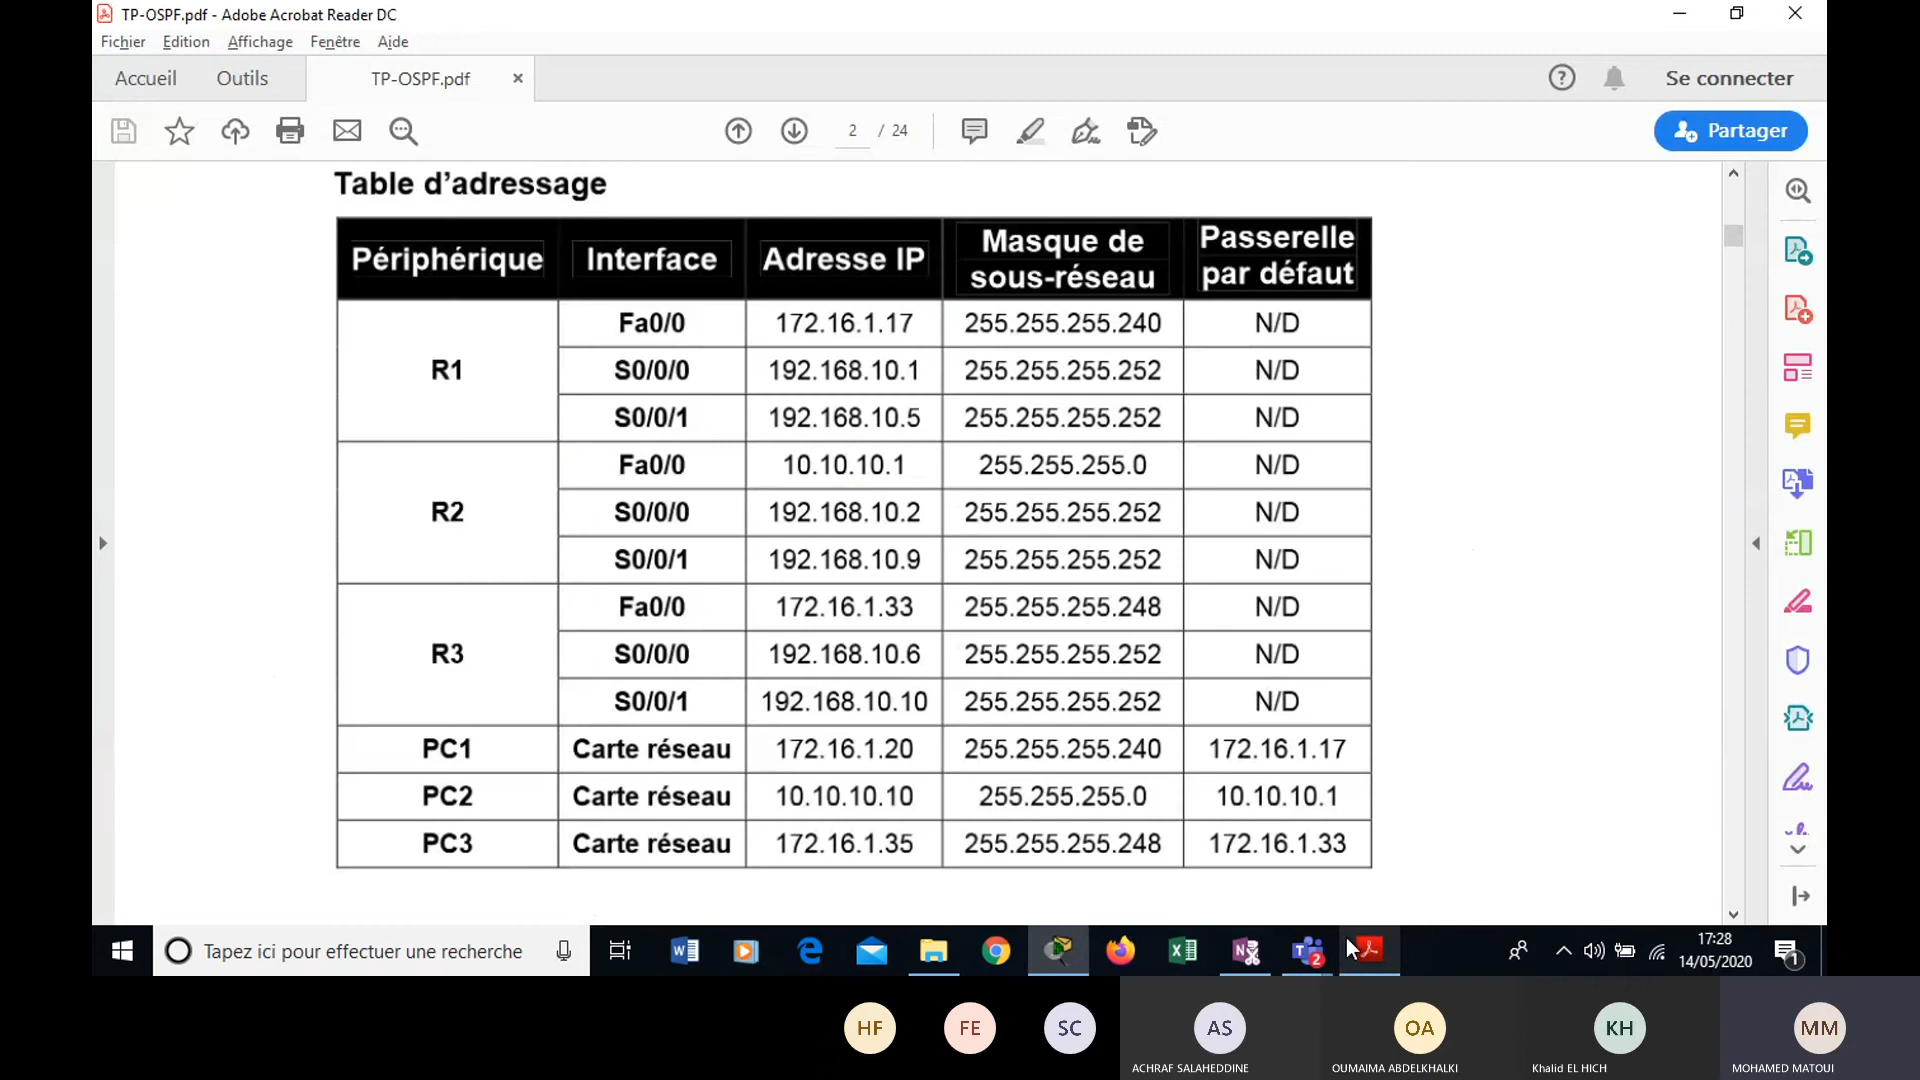 TP-OSPF.pdf - Adobe Acrobat Reader DC
Fichier Edition Affichage Fenêtre Aide
Accueil Outils TP-OSPF.pdf × Se connecter
2 / 24 Partager
Table d’adressage
Périphérique Interface Adresse IP Masque de sous-réseau Passerelle par défaut
R1 Fa0/0 172.16.1.17 255.255.255.240 N/D
S0/0/0 192.168.10.1 255.255.255.252 N/D
S0/0/1 192.168.10.5 255.255.255.252 N/D
R2 Fa0/0 10.10.10.1 255.255.255.0 N/D
S0/0/0 192.168.10.2 255.255.255.252 N/D
S0/0/1 192.168.10.9 255.255.255.252 N/D
R3 Fa0/0 172.16.1.33 255.255.255.248 N/D
S0/0/0 192.168.10.6 255.255.255.252 N/D
S0/0/1 192.168.10.10 255.255.255.252 N/D
PC1 Carte réseau 172.16.1.20 255.255.255.240 172.16.1.17
PC2 Carte réseau 10.10.10.10 255.255.255.0 10.10.10.1
PC3 Carte réseau 172.16.1.35 255.255.255.248 172.16.1.33
Tapez ici pour effectuer une recherche
2
17:28
14/05/2020
1
HF FE SC AS OA KH MM
ACHRAF SALAHEDDINE OUMAIMA ABDELKHALKI Khalid EL HICH MOHAMED MATOUI